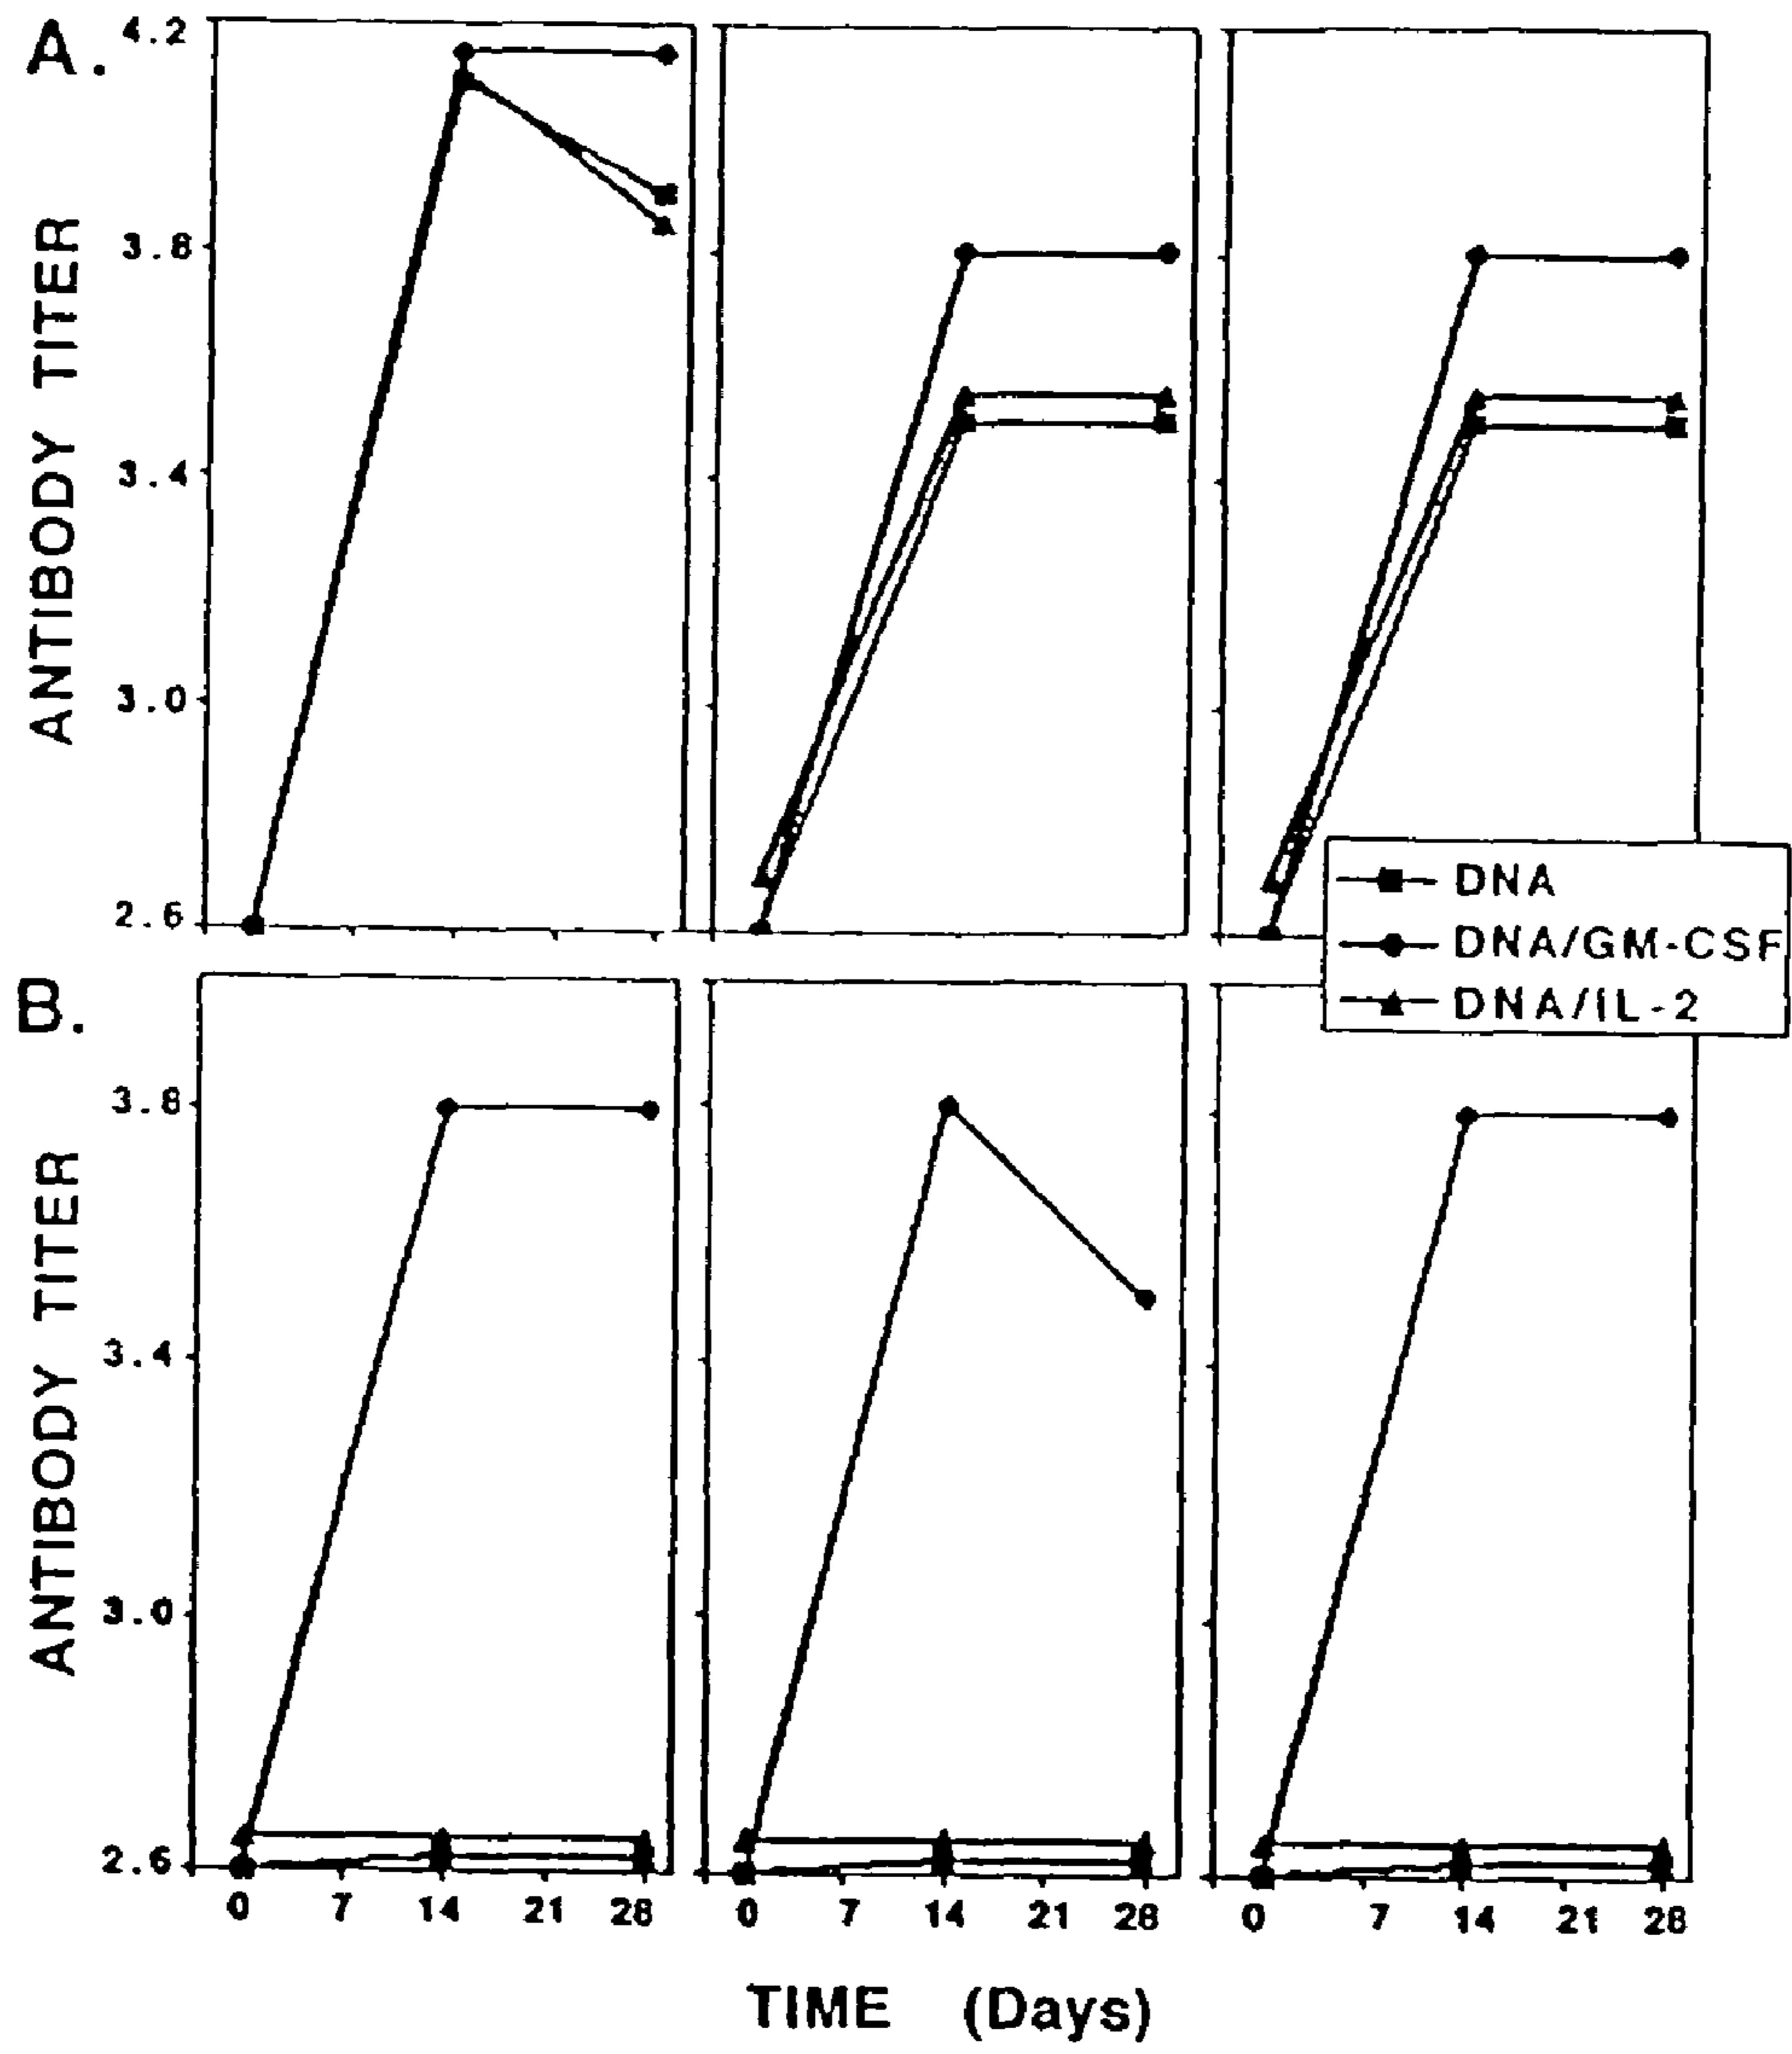 A.
ANTIBODY TITER
4.2
3.8
3.4
3.0
2.6
DNA
DNA/GM-CSF
DNA/IL-2
B.
ANTIBODY TITER
3.8
3.4
3.0
2.6
0 7 14 21 28 0 7 14 21 28 0 7 14 21 28
TIME (Days)